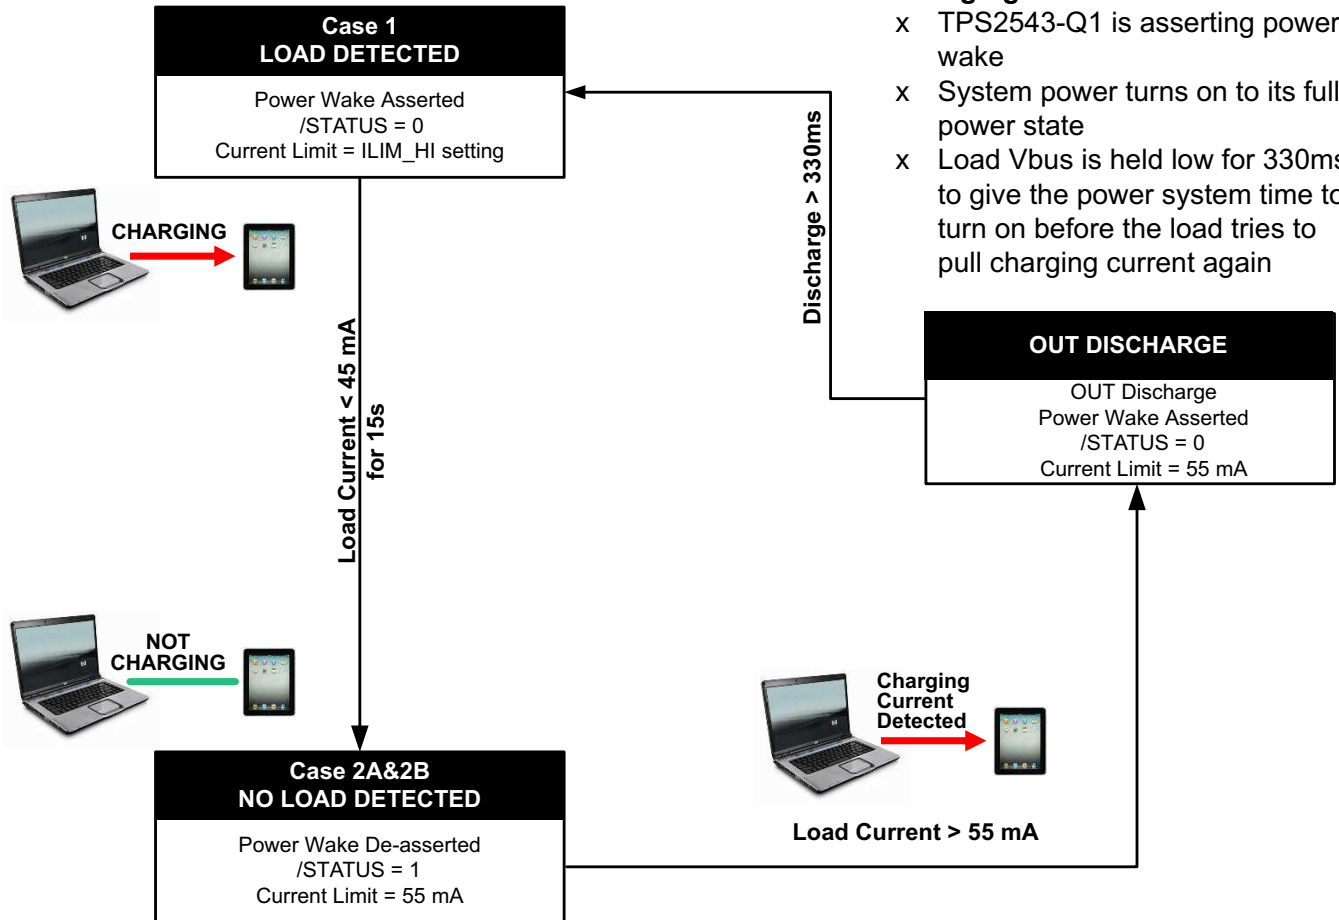 Case 1
LOAD DETECTED
Power Wake Asserted
/STATUS = 0
Current Limit = ILIM_HI setting
x TPS2543-Q1 is asserting power
wake
x System power turns on to its full
power state
x Load Vbus is held low for 330ms
to give the power system time to
turn on before the load tries to
pull charging current again
CHARGING
Discharge > 330ms
Load Current < 45 mA
for 15s
OUT DISCHARGE
OUT Discharge
Power Wake Asserted
/STATUS = 0
Current Limit = 55 mA
NOT
CHARGING
Charging
Current
Detected
Load Current > 55 mA
Case 2A&2B
NO LOAD DETECTED
Power Wake De-asserted
/STATUS = 1
Current Limit = 55 mA